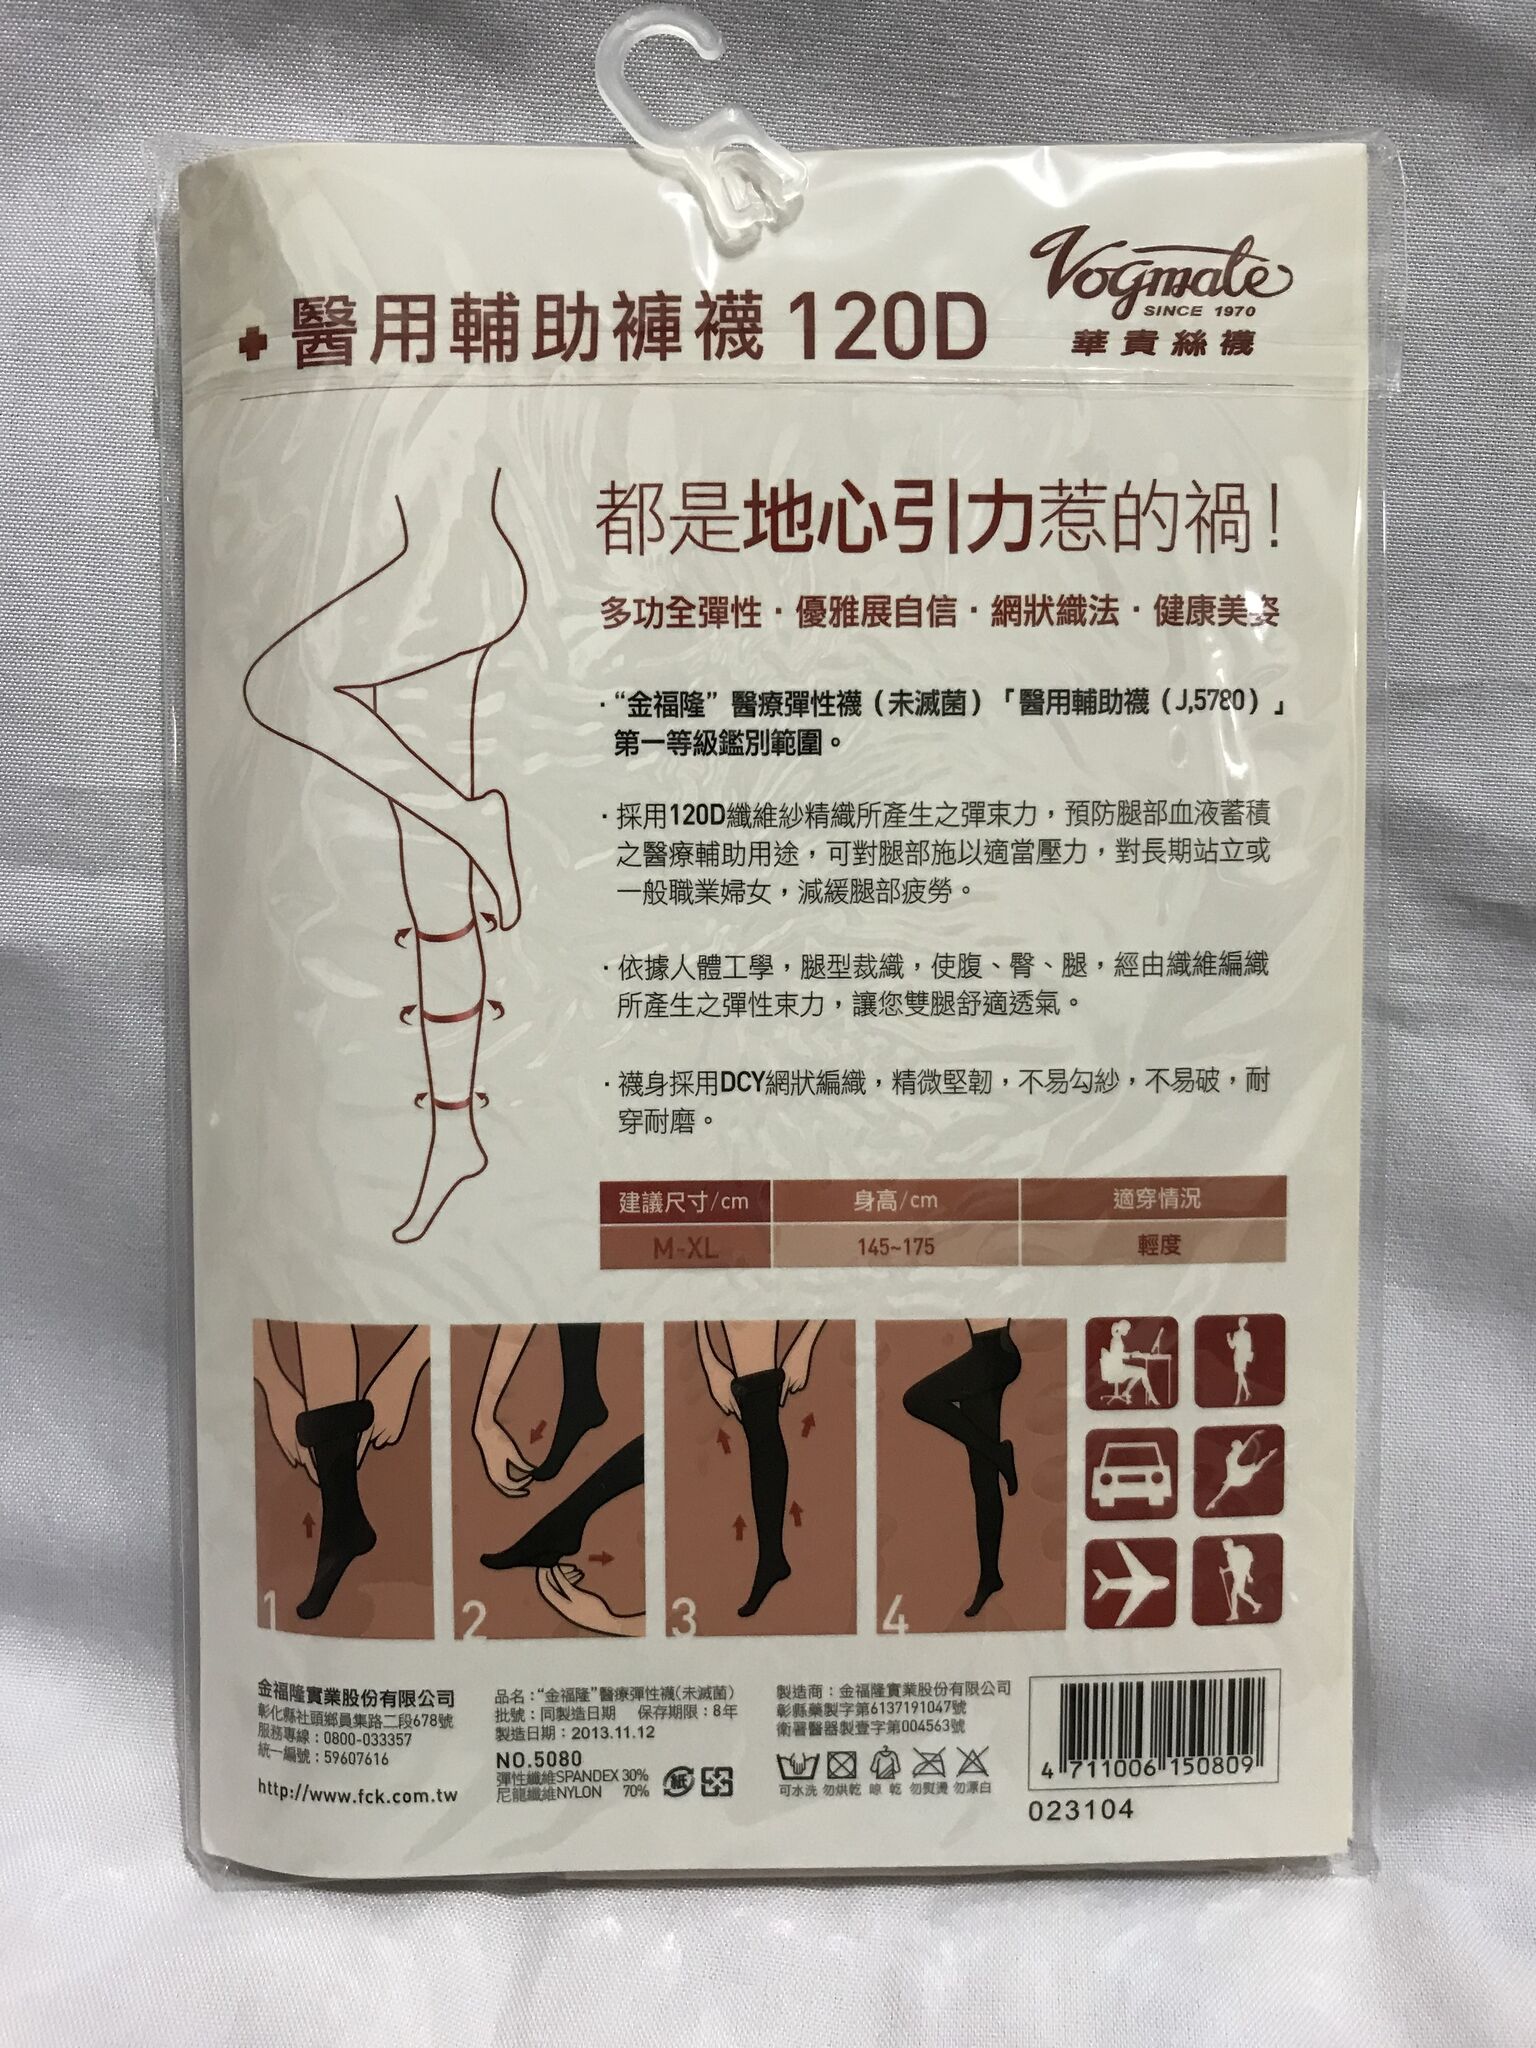 Vogmate
SINCE 1970
華貴絲襪
醫用輔助褲襪 120D
都是地心引力惹的禍!
多功全彈性·優雅展自信·網狀織法·健康美姿
·“金福隆”醫療彈性襪(未滅菌)「醫用輔助襪(J,5780)」
第一等級鑑別範圍。
·採用120D纖維紗精織所產生之彈束力,預防腿部血液蓄積
之醫療輔助用途,可對腿部施以適當壓力,對長期站立或
一般職業婦女,減緩腿部疲勞。
·依據人體工學,腿型裁織,使腹、臀、腿,經由纖維編織
所產生之彈性束力,讓您雙腿舒適透氣。
·襪身採用DCY網狀編織,精微堅韌,不易勾紗,不易破,耐
穿耐磨。
建議尺寸/cm 身高/cm 適穿情況
M-XL 145~175 輕度
1 2 3 4
金福隆實業股份有限公司
彰化縣社頭鄉員集路二段678號
服務專線:0800-033357
統一編號:59607616
http://www.fck.com.tw
品名:“金福隆”醫療彈性襪(未滅菌)
批號:同製造日期 保存期限:8年
製造日期:2013.11.12
NO.5080
彈性纖維SPANDEX 30%
尼龍纖維NYLON 70%
紙
製造商:金福隆實業股份有限公司
彰縣藥製字第6137191047號
衛署醫器製壹字第004563號
可水洗 勿烘乾 晾乾 勿熨燙 勿漂白
4 711006 150809
023104